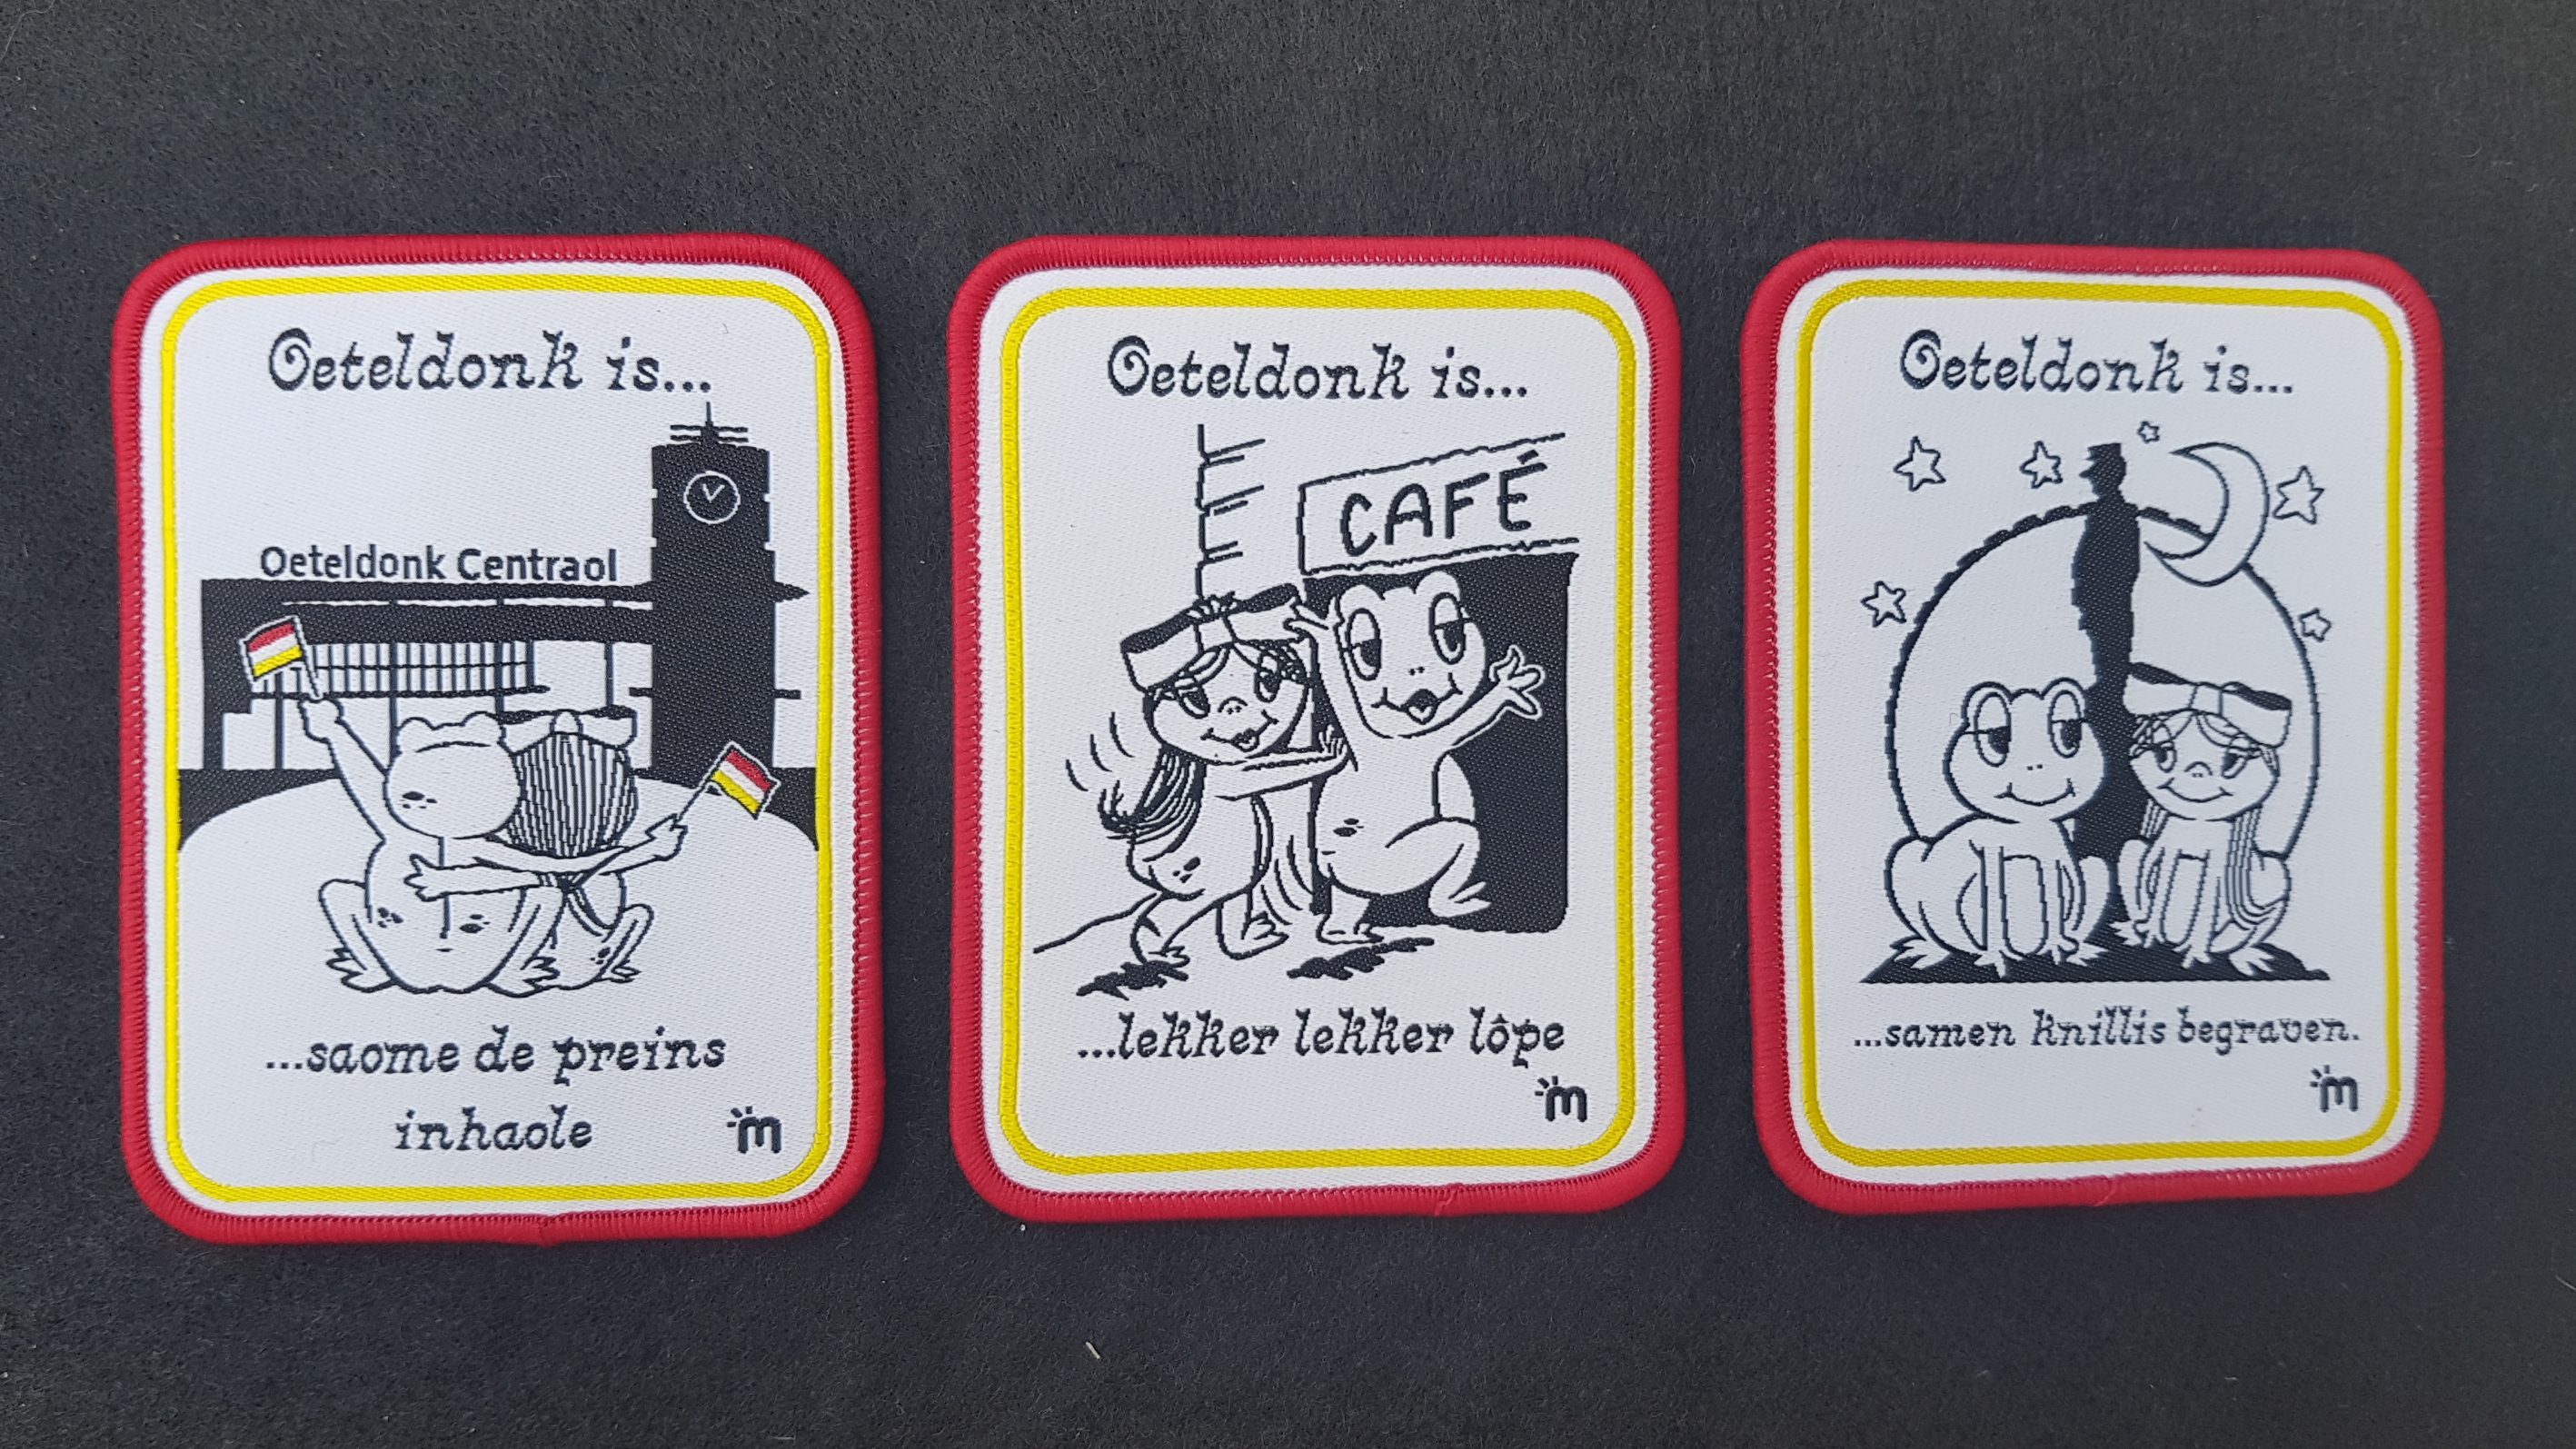 Oeteldonk is...
Oeteldonk Centraol
...saome de preins
inhaole
m
Oeteldonk is...
CAFÉ
...lekker lekker lôpe
m
Oeteldonk is...
...samen knillis begraven.
m